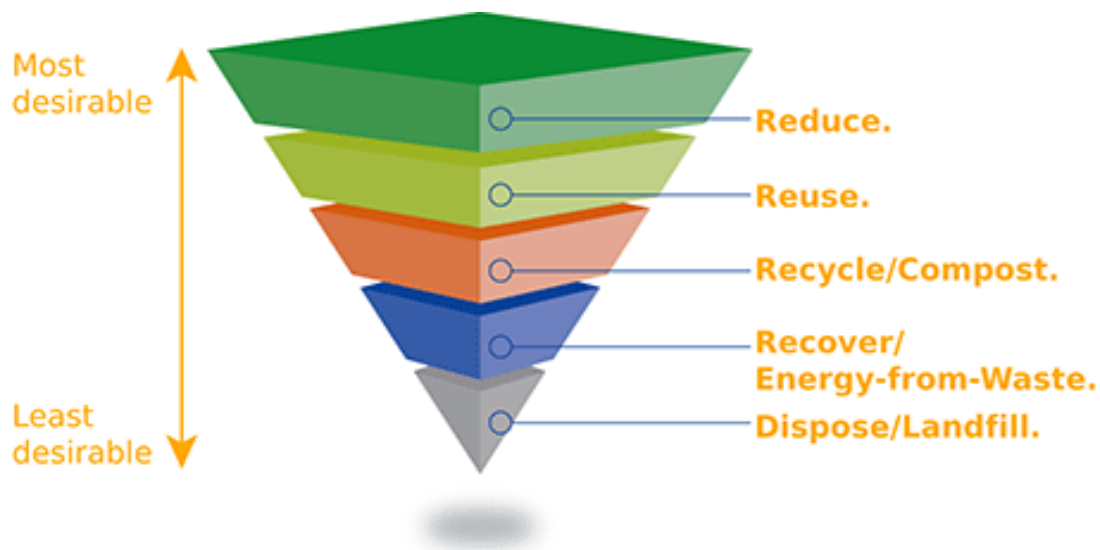 Most
desirable
Reduce.
Reuse.
Recycle/Compost.
Recover/
Energy-from-Waste.
Least
desirable
Dispose/Landfill.